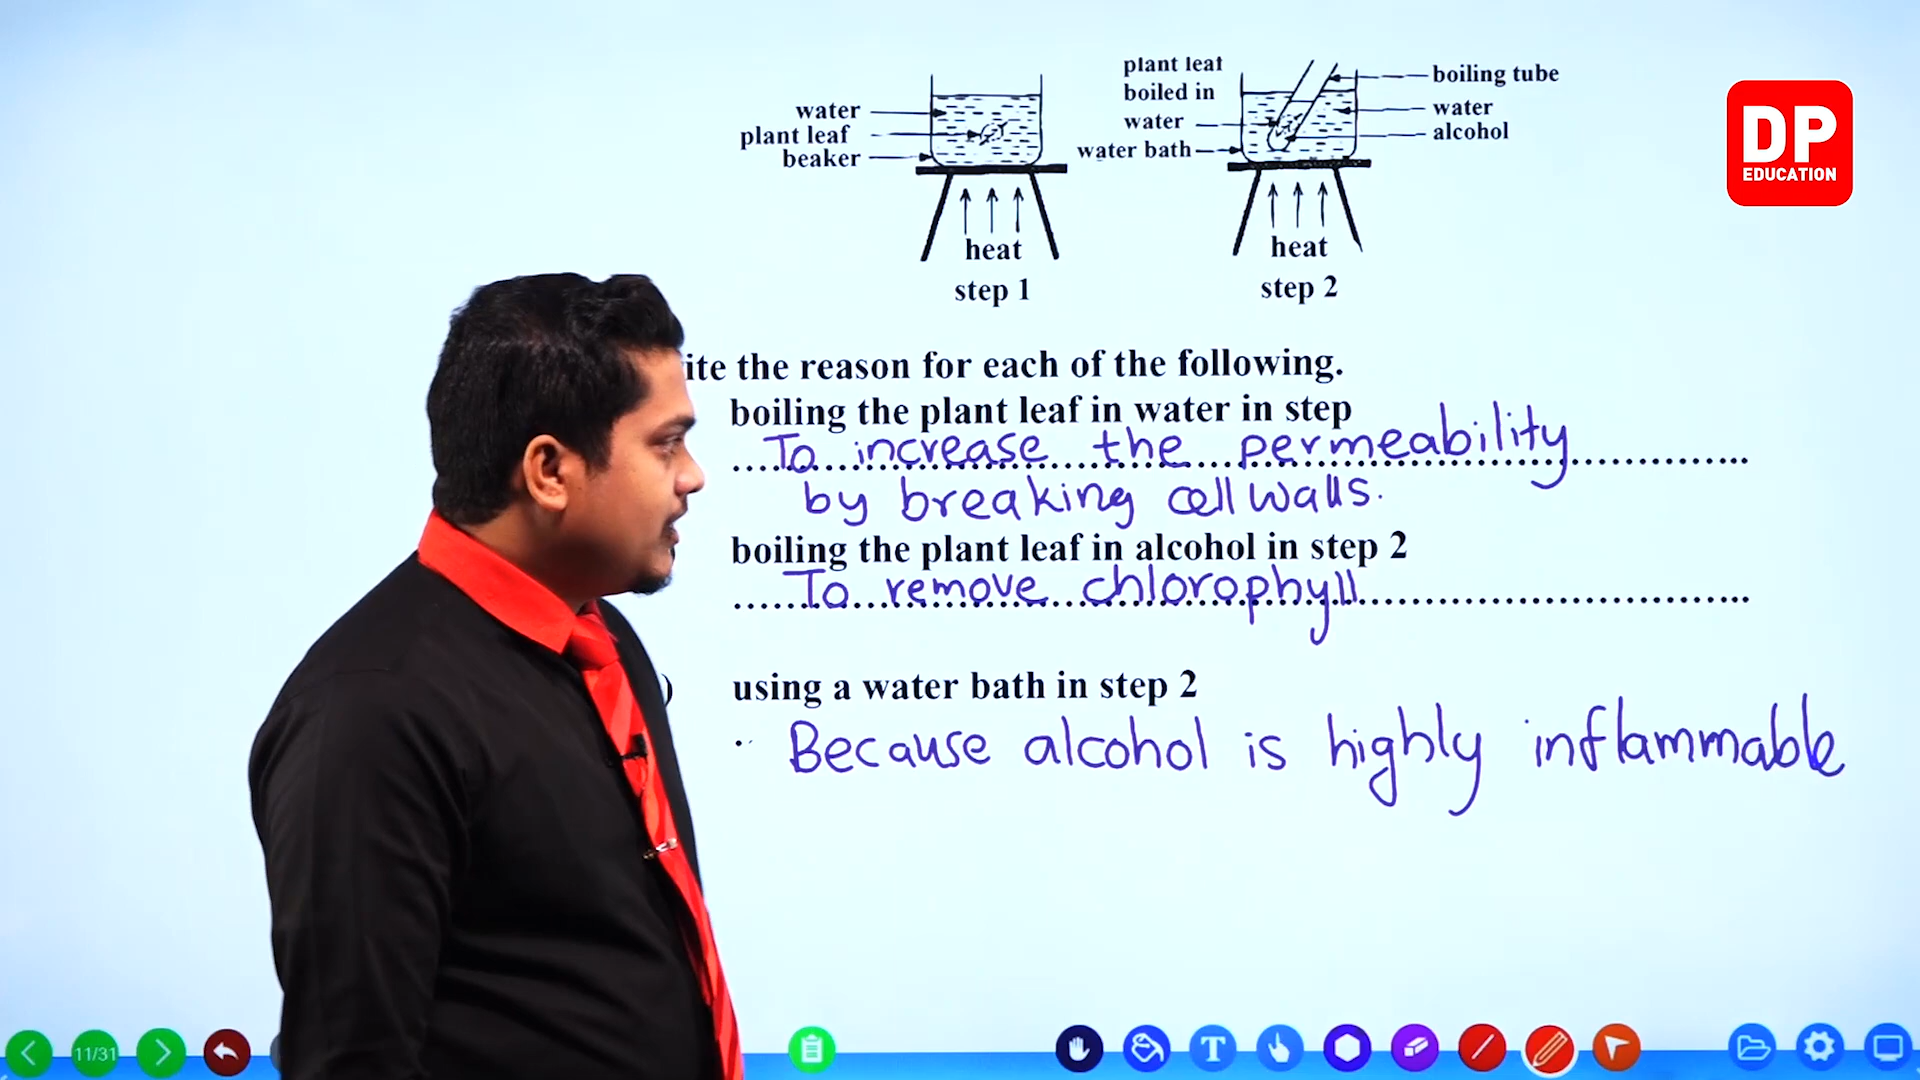 plant leaf
boiled in
water
water bath
boiling tube
water
alcohol
water
plant leaf
beaker
heat
heat
step 1
step 2
DP
EDUCATION
ite the reason for each of the following.
boiling the plant leaf in water in step
To increase the permeability
by breaking cell walls.
boiling the plant leaf in alcohol in step 2
To remove chlorophyll
) using a water bath in step 2
Because alcohol is highly inflammable
11/31
T